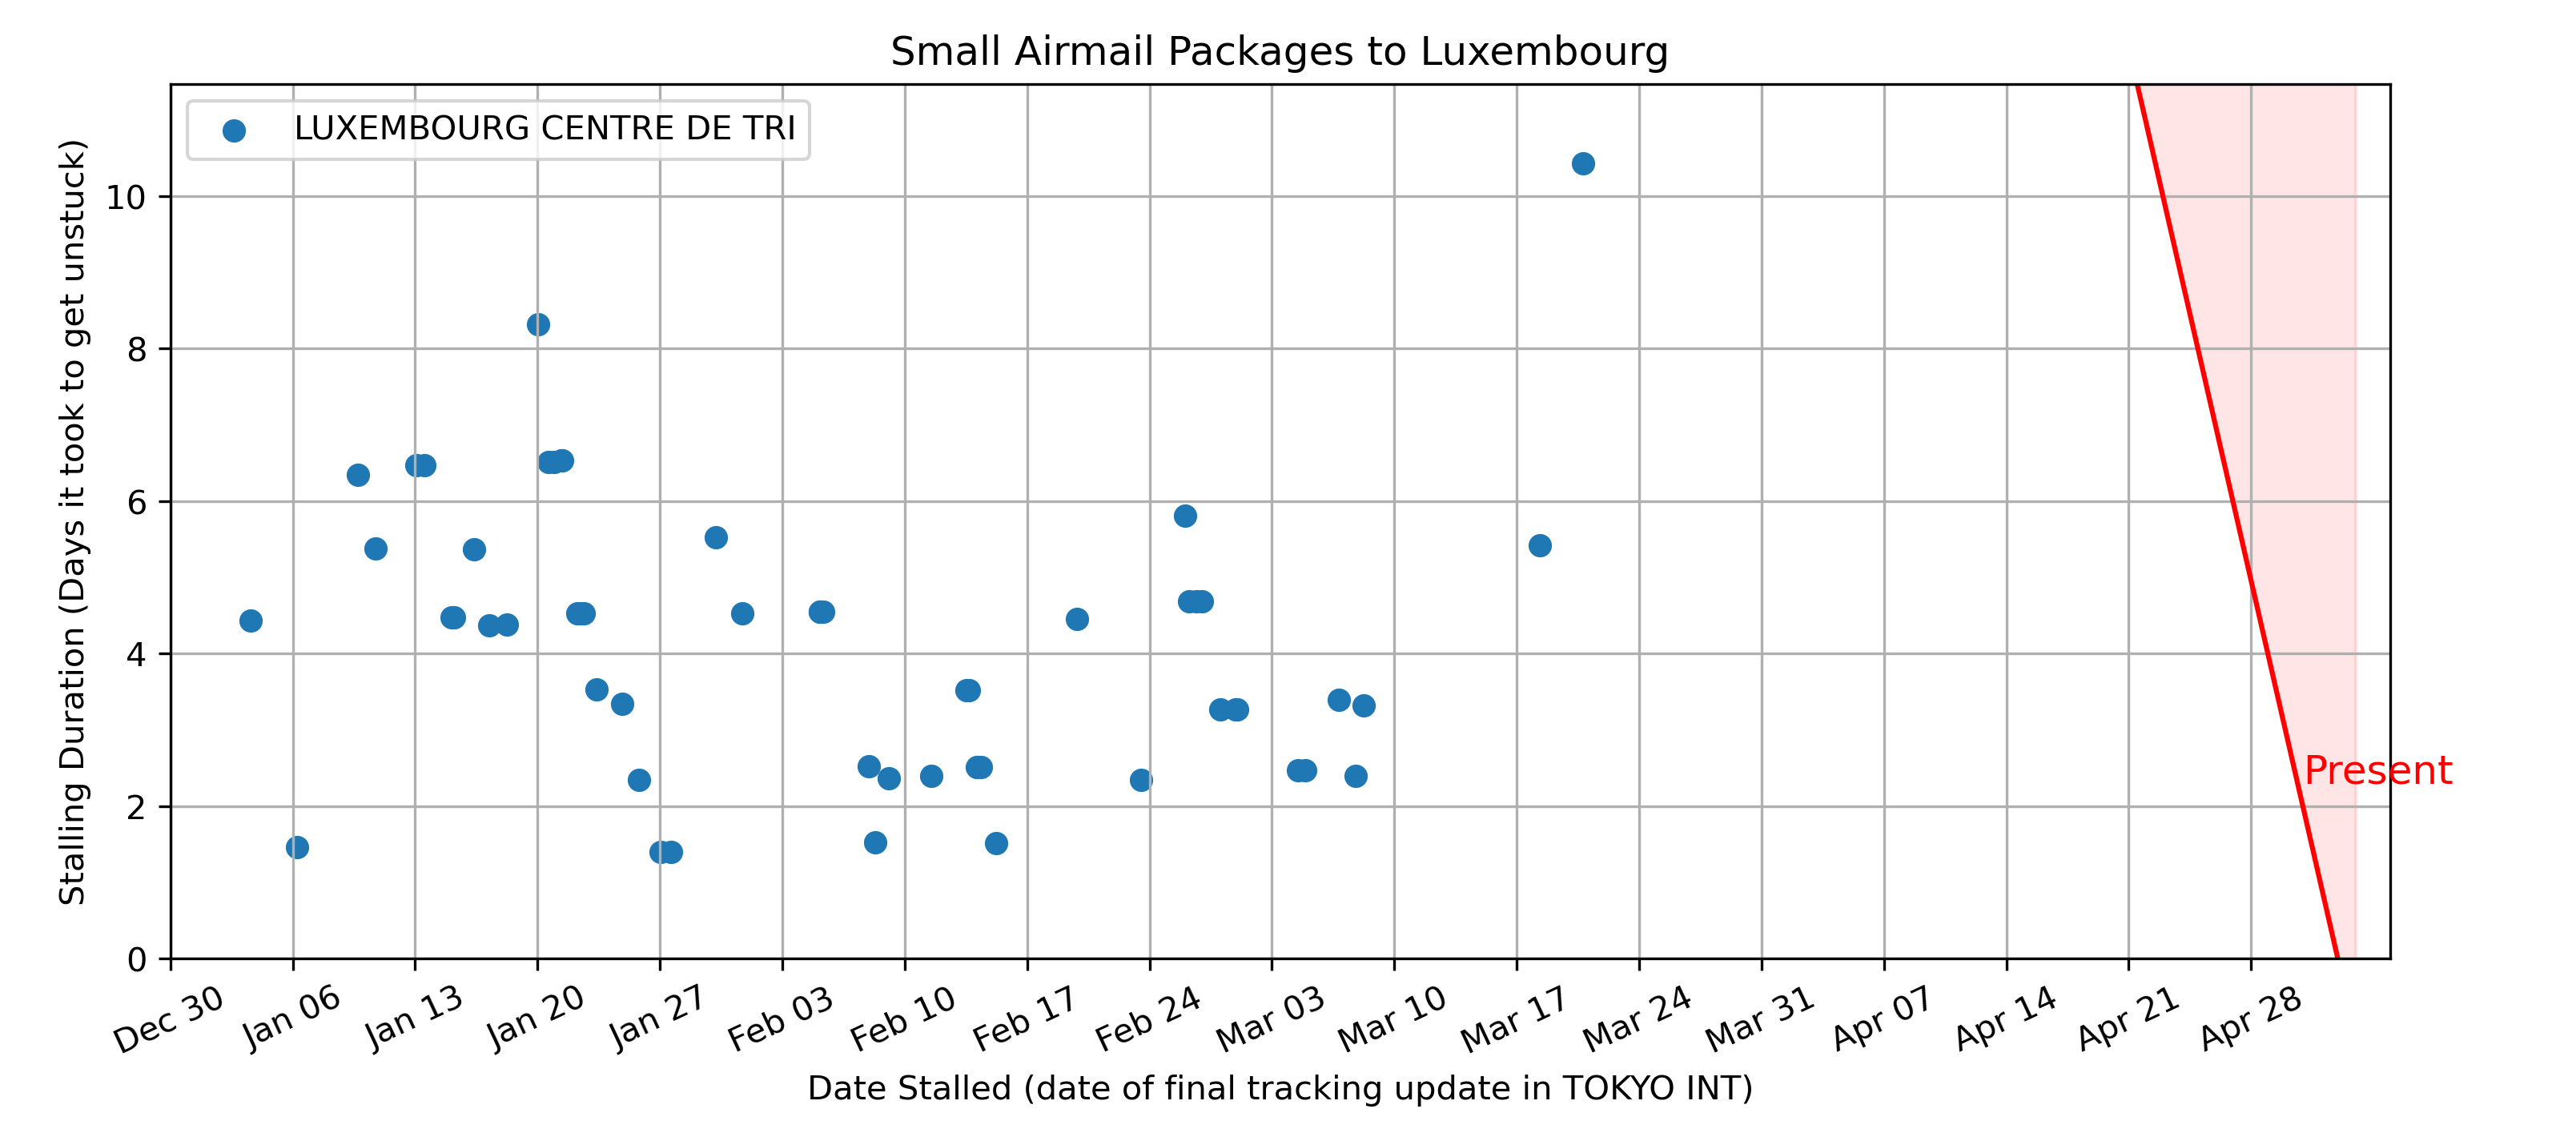 Small Airmail Packages to Luxembourg
LUXEMBOURG CENTRE DE TRI
Stalling Duration (Days it took to get unstuck)
10
8
6
4
2
0
Present
Dec 30 Jan 06 Jan 13 Jan 20 Jan 27 Feb 03 Feb 10 Feb 17 Feb 24 Mar 03 Mar 10 Mar 17 Mar 24 Mar 31 Apr 07 Apr 14 Apr 21 Apr 28
Date Stalled (date of final tracking update in TOKYO INT)